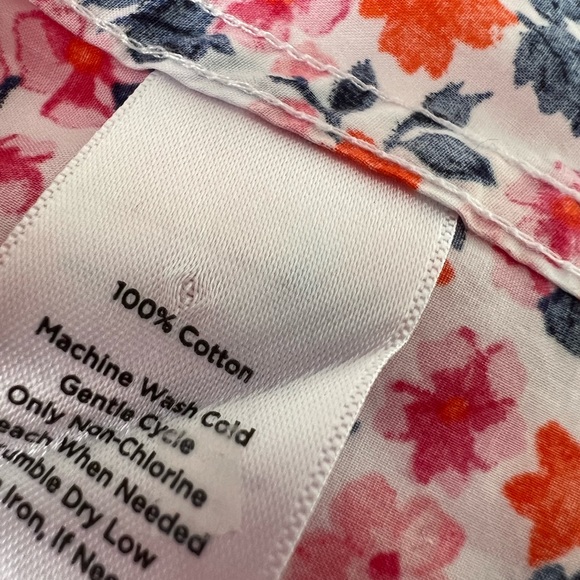 100% Cotton
Machine Wash Cold
Gentle Cycle
Only Non-Chlorine
When Needed
Dry Low
Iron, If